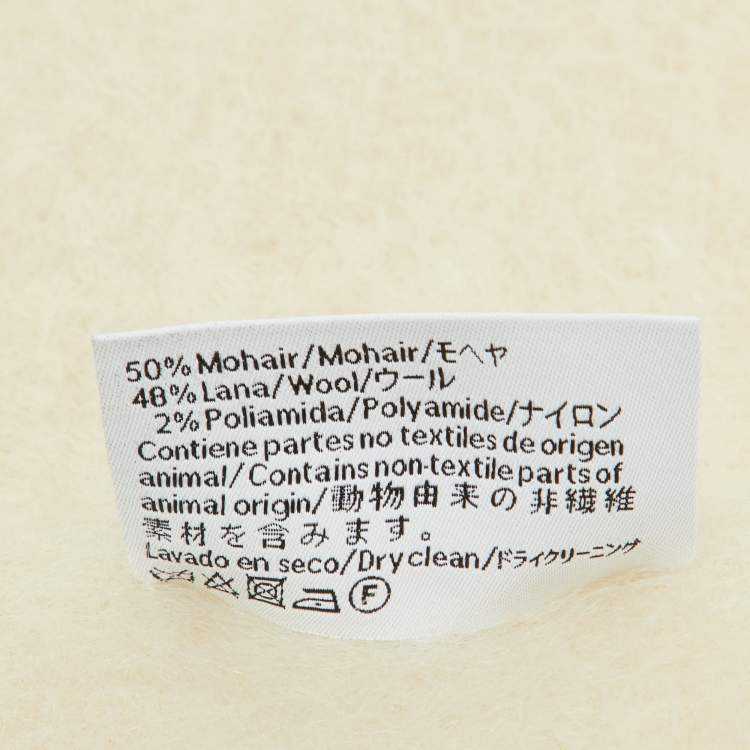 50% Mohair/Mohair/モヘヤ
48% Lana/Wool/ウール
2% Poliamida/Polyamide/ナイロン
Contiene partes no textiles de origen
animal/Contains non-textile parts of
animal origin/動物由来の非繊維
素材を含みます。
Lavado en seco/Dry clean/ドライクリーニング
F